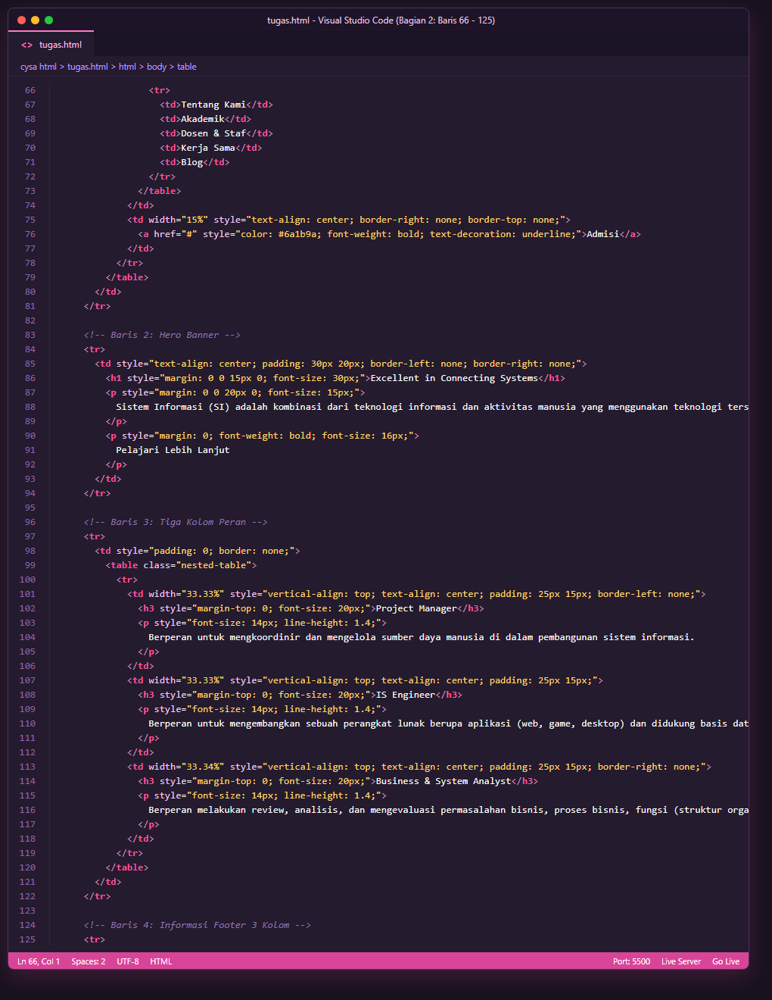 tugas.html - Visual Studio Code (Bagian 2: Baris 66 - 125)
<> tugas.html
cysa html > tugas.html > html > body > table
66 <tr>
67 <td>Tentang Kami</td>
68 <td>Akademik</td>
69 <td>Dosen & Staf</td>
70 <td>Kerja Sama</td>
71 <td>Blog</td>
72 </tr>
73 </table>
74 </td>
75 <td width="15%" style="text-align: center; border-right: none; border-top: none;">
76 <a href="#" style="color: #6a1b9a; font-weight: bold; text-decoration: underline;">Admisi</a>
77 </td>
78 </tr>
79 </table>
80 </td>
81 </tr>
82
83 <!-- Baris 2: Hero Banner -->
84 <tr>
85 <td style="text-align: center; padding: 30px 20px; border-left: none; border-right: none;">
86 <h1 style="margin: 0 0 15px 0; font-size: 30px;">Excellent in Connecting Systems</h1>
87 <p style="margin: 0 0 20px 0; font-size: 15px;">
88 Sistem Informasi (SI) adalah kombinasi dari teknologi informasi dan aktivitas manusia yang menggunakan teknologi ters
89 </p>
90 <p style="margin: 0; font-weight: bold; font-size: 16px;">
91 Pelajari Lebih Lanjut
92 </p>
93 </td>
94 </tr>
95
96 <!-- Baris 3: Tiga Kolom Peran -->
97 <tr>
98 <td style="padding: 0; border: none;">
99 <table class="nested-table">
100 <tr>
101 <td width="33.33%" style="vertical-align: top; text-align: center; padding: 25px 15px; border-left: none;">
102 <h3 style="margin-top: 0; font-size: 20px;">Project Manager</h3>
103 <p style="font-size: 14px; line-height: 1.4;">
104 Berperan untuk mengkoordinir dan mengelola sumber daya manusia di dalam pembangunan sistem informasi.
105 </p>
106 </td>
107 <td width="33.33%" style="vertical-align: top; text-align: center; padding: 25px 15px;">
108 <h3 style="margin-top: 0; font-size: 20px;">IS Engineer</h3>
109 <p style="font-size: 14px; line-height: 1.4;">
110 Berperan untuk mengembangkan sebuah perangkat lunak berupa aplikasi (web, game, desktop) dan didukung basis dat
111 </p>
112 </td>
113 <td width="33.34%" style="vertical-align: top; text-align: center; padding: 25px 15px; border-right: none;">
114 <h3 style="margin-top: 0; font-size: 20px;">Business & System Analyst</h3>
115 <p style="font-size: 14px; line-height: 1.4;">
116 Berperan melakukan review, analisis, dan mengevaluasi permasalahan bisnis, proses bisnis, fungsi (struktur orga
117 </p>
118 </td>
119 </tr>
120 </table>
121 </td>
122 </tr>
123
124 <!-- Baris 4: Informasi Footer 3 Kolom -->
125 <tr>
Ln 66, Col 1 Spaces: 2 UTF-8 HTML Port: 5500 Live Server Go Live